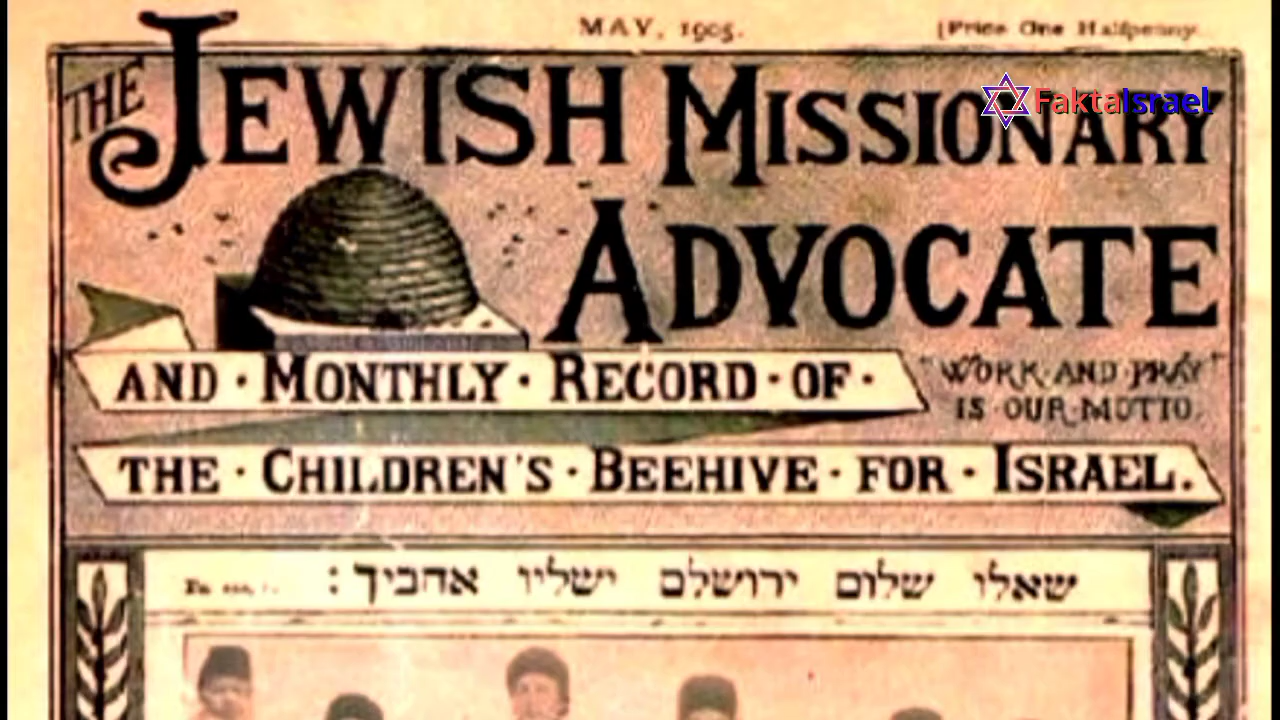 MAY, 1905.
[Price One Halfpenny.
THE JEWISH MISSIONARY
FaktaIsrael
ADVOCATE
AND · MONTHLY · RECORD · OF ·
"WORK · AND · PRAY"
IS · OUR · MOTTO.
THE · CHILDREN'S · BEEHIVE · FOR · ISRAEL.
שאלו שלום ירושלם ישליו אהביך :